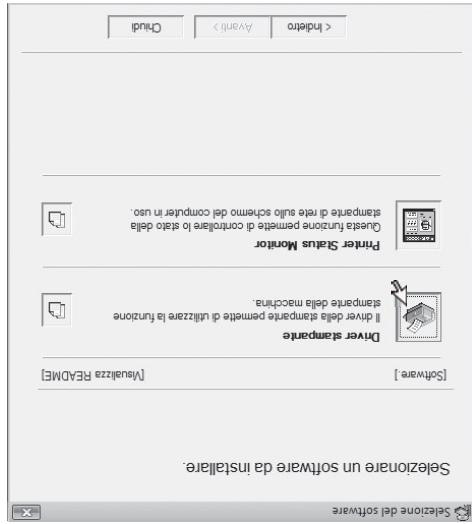 Selezione del software
Selezionare un software da installare.
[Software.] [Visualizza README]
Driver stampante
Il driver della stampante permette di utilizzare la funzione
stampante della macchina.
Printer Status Monitor
Questa funzione permette di controllare lo stato della
stampante di rete sullo schermo del computer in uso.
< Indietro Avanti > Chiudi